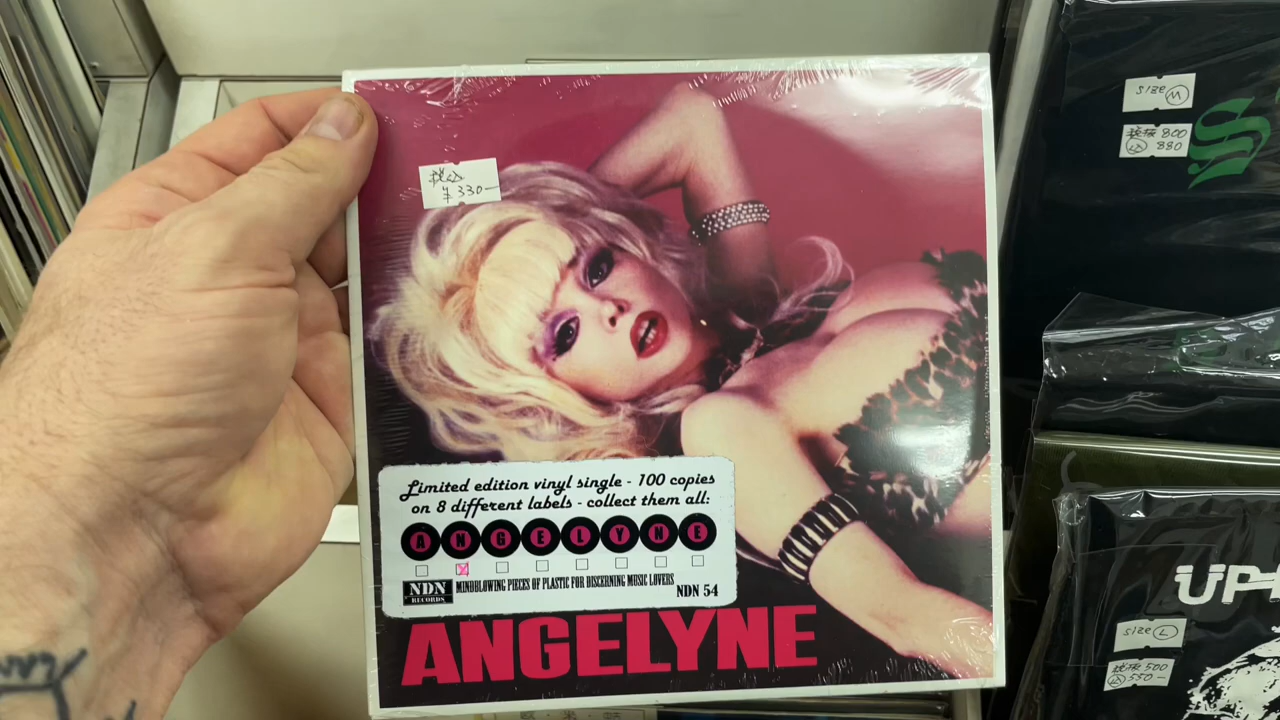 税込
¥330-
Limited edition vinyl single - 100 copies
on 8 different labels - collect them all:
A N G E L Y N E
NDN
RECORDS
MINDBLOWING PIECES OF PLASTIC FOR DISCERNING MUSIC LOVERS
NDN 54
ANGELYNE
SIZE M
税抜 800
込 880
S
UP-
SIZE L
税抜 500
込 550-